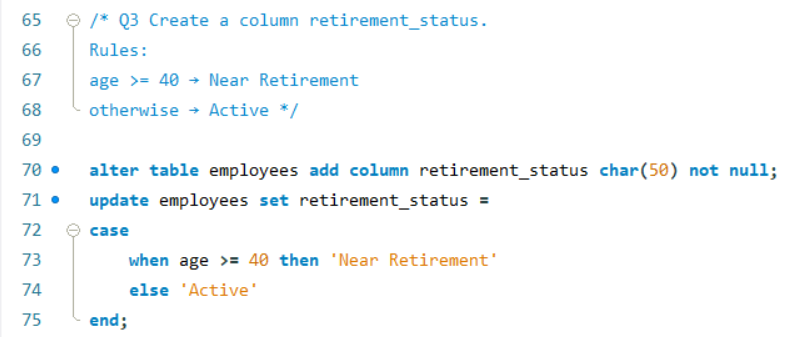 65 /* Q3 Create a column retirement_status.
66 Rules:
67 age >= 40 → Near Retirement
68 otherwise → Active */
69
70 alter table employees add column retirement_status char(50) not null;
71 update employees set retirement_status =
72 case
73 when age >= 40 then 'Near Retirement'
74 else 'Active'
75 end;